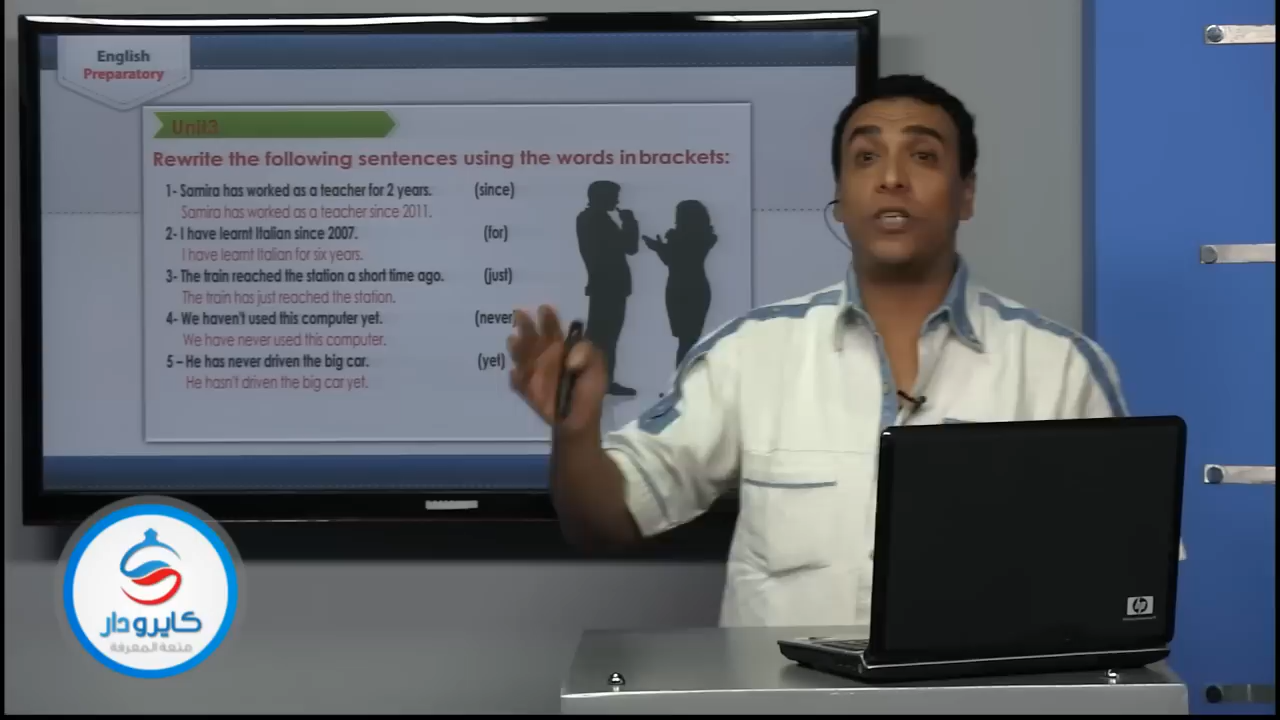 English
Preparatory
Unit3
Rewrite the following sentences using the words in brackets:
1- Samira has worked as a teacher for 2 years. (since)
Samira has worked as a teacher since 2011.
2- I have learnt Italian since 2007. (for)
I have learnt Italian for six years.
3- The train reached the station a short time ago. (just)
The train has just reached the station.
4- We haven't used this computer yet. (never)
We have never used this computer.
5 – He has never driven the big car. (yet)
He hasn't driven the big car yet.
كايرودار
متعة المعرفة
hp